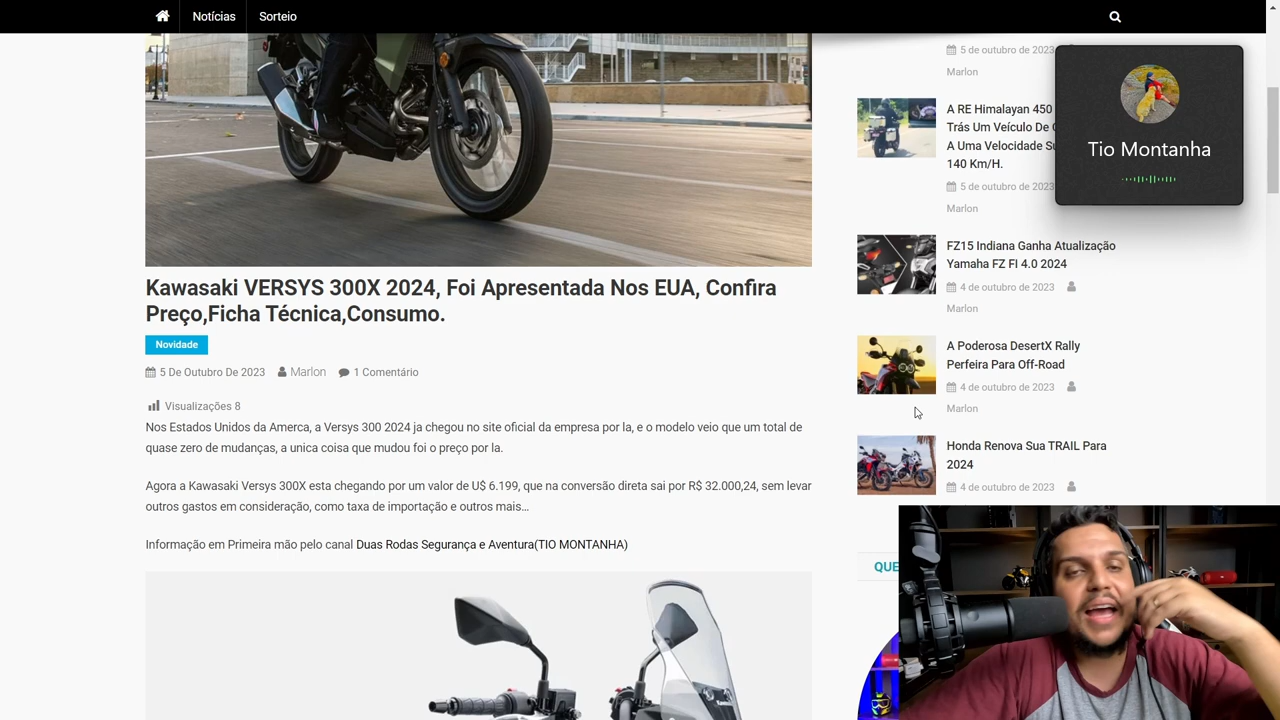 Notícias
Sorteio
Kawasaki VERSYS 300X 2024, Foi Apresentada Nos EUA, Confira
Preço,Ficha Técnica,Consumo.
Novidade
5 De Outubro De 2023
Marlon
1 Comentário
Visualizações 8
Nos Estados Unidos da Amerca, a Versys 300 2024 ja chegou no site oficial da empresa por la, e o modelo veio que um total de
quase zero de mudanças, a unica coisa que mudou foi o preço por la.
Agora a Kawasaki Versys 300X esta chegando por um valor de U$ 6.199, que na conversão direta sai por R$ 32.000,24, sem levar
outros gastos em consideração, como taxa de importação e outros mais…
Informação em Primeira mão pelo canal Duas Rodas Segurança e Aventura(TIO MONTANHA)
5 de outubro de 2023
Marlon
A RE Himalayan 450
Trás Um Veículo De
A Uma Velocidade
140 Km/H.
5 de outubro de 2023
Marlon
FZ15 Indiana Ganha Atualização
Yamaha FZ FI 4.0 2024
4 de outubro de 2023
Marlon
A Poderosa DesertX Rally
Perfeira Para Off-Road
4 de outubro de 2023
Marlon
Honda Renova Sua TRAIL Para
2024
4 de outubro de 2023
QUE
Tio Montanha